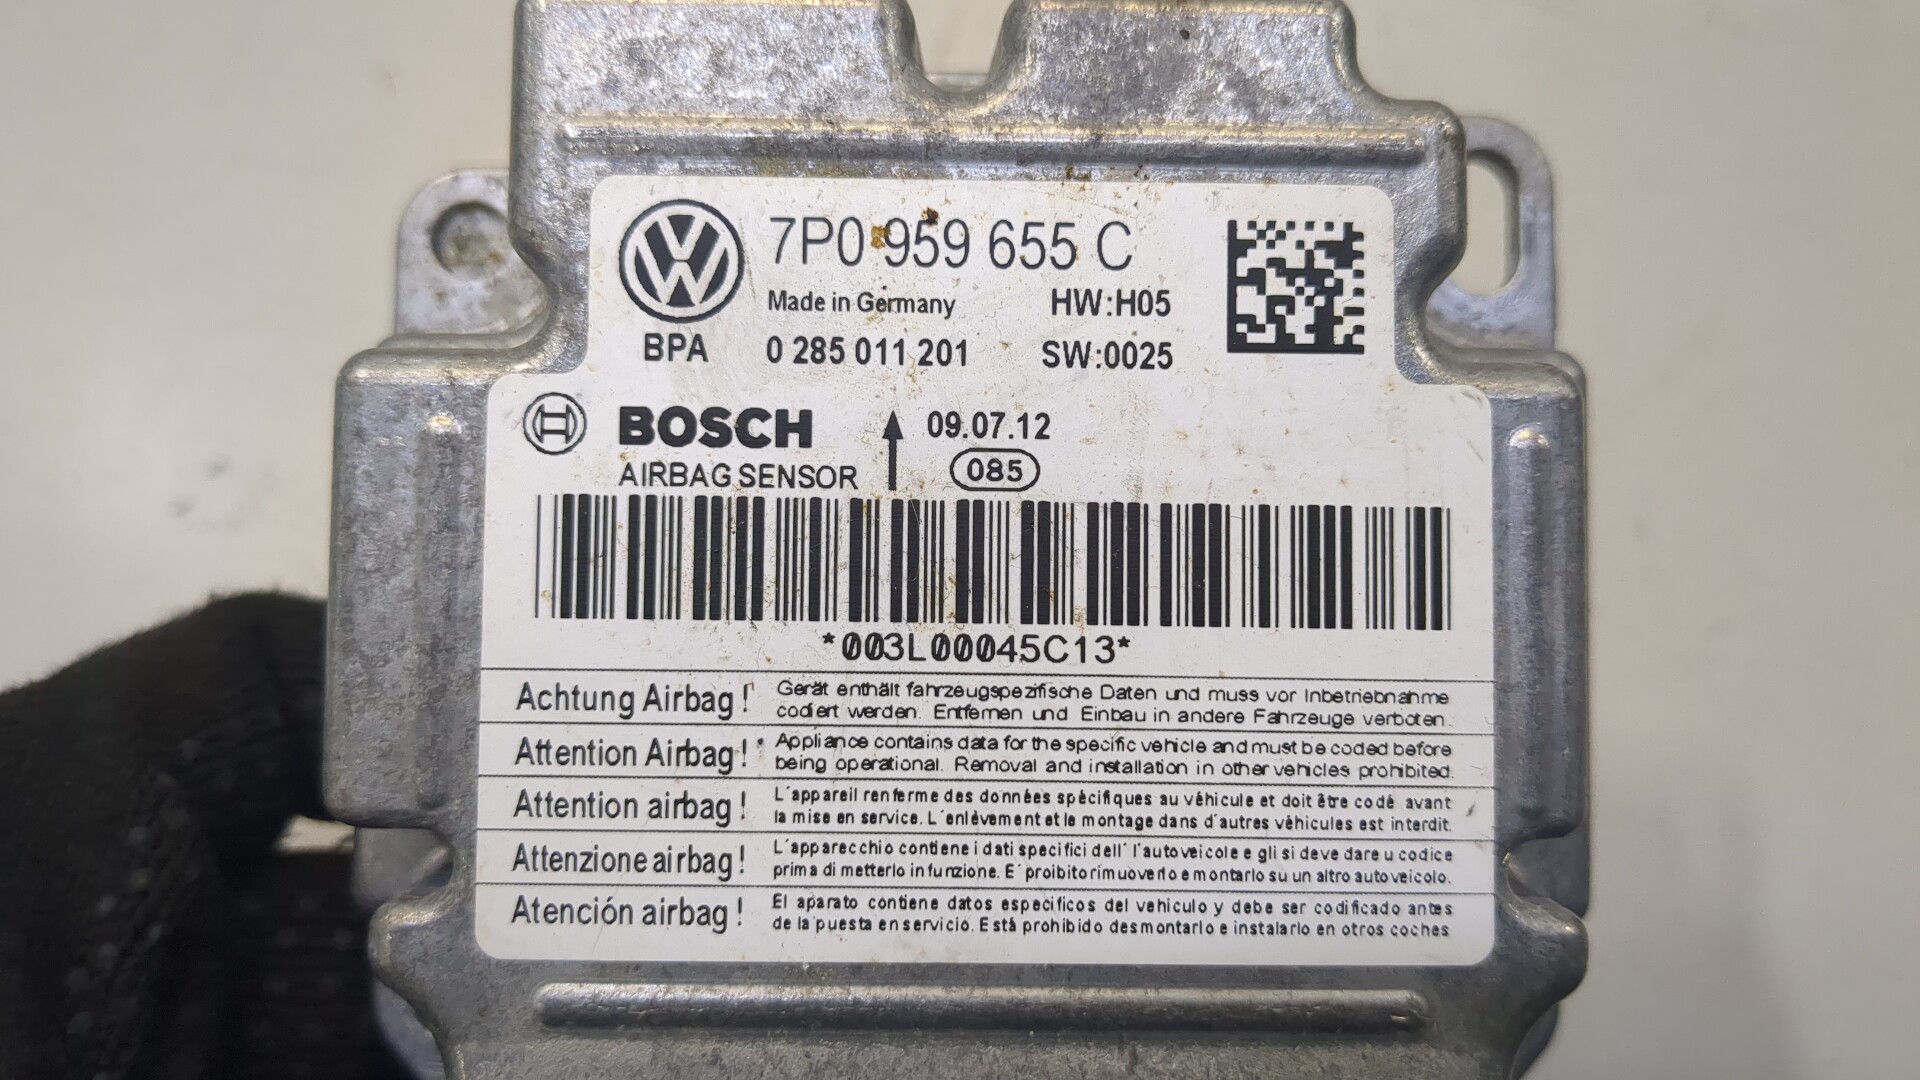 7P0 959 655 C
Made in Germany HW:H05
BPA 0 285 011 201 SW:0025
BOSCH 09.07.12
AIRBAG SENSOR 085
*003L00045C13*
Achtung Airbag! Gerät enthält fahrzeugspezifische Daten und muss vor Inbetriebnahme
codiert werden. Entfernen und Einbau in andere Fahrzeuge verboten.
Attention Airbag! Appliance contains data for the specific vehicle and must be coded before
being operational. Removal and installation in other vehicles prohibited.
Attention airbag! L´appareil renferme des données spécifiques au véhicule et doit être codé avant
la mise en service. L´enlèvement et le montage dans d´autres véhicules est interdit.
Attenzione airbag! L´apparecchio contiene i dati specifici dell´ l´autoveicolo e gli si deve dare u codice
prima di metterlo in funzione. E´ proibito rimuoverlo e montarlo su un altro autoveicolo.
Atención airbag! El aparato contiene datos especificos del vehiculo y debe ser codificado antes
de la puesta en servicio. Está prohibido desmontarlo e instalarlo en otros coches